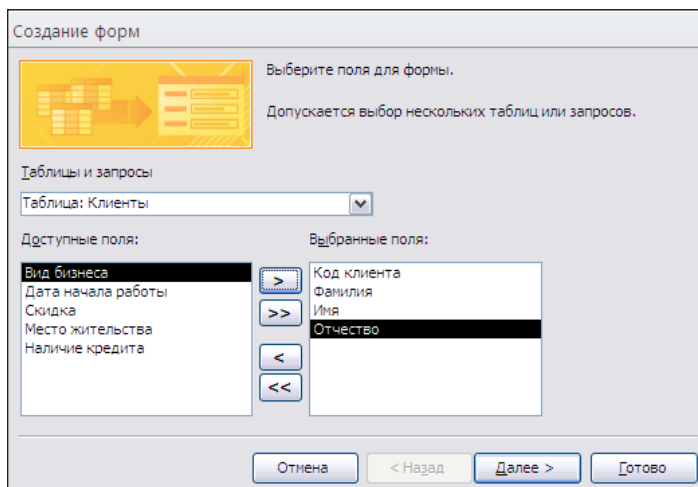 Создание форм
Выберите поля для формы.
Допускается выбор нескольких таблиц или запросов.
Таблицы и запросы
Таблица: Клиенты
Доступные поля:
Выбранные поля:
Вид бизнеса
Дата начала работы
Скидка
Место жительства
Наличие кредита
>
>>
<
<<
Код клиента
Фамилия
Имя
Отчество
Отмена
< Назад
Далее >
Готово